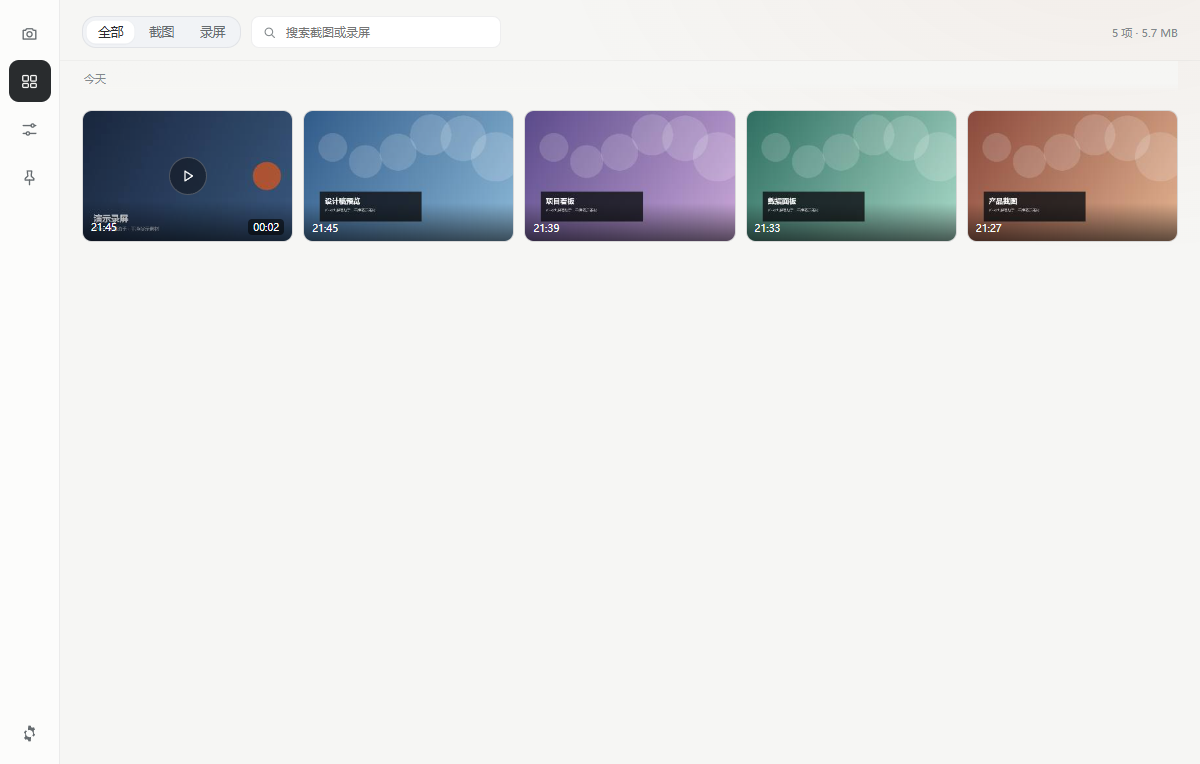 全部 截图 录屏
搜索截图或录屏
5 项 · 5.7 MB
今天
演示录屏
21:45
00:02
设计稿预览
21:45
项目看板
21:39
数据面板
21:33
产品截图
21:27